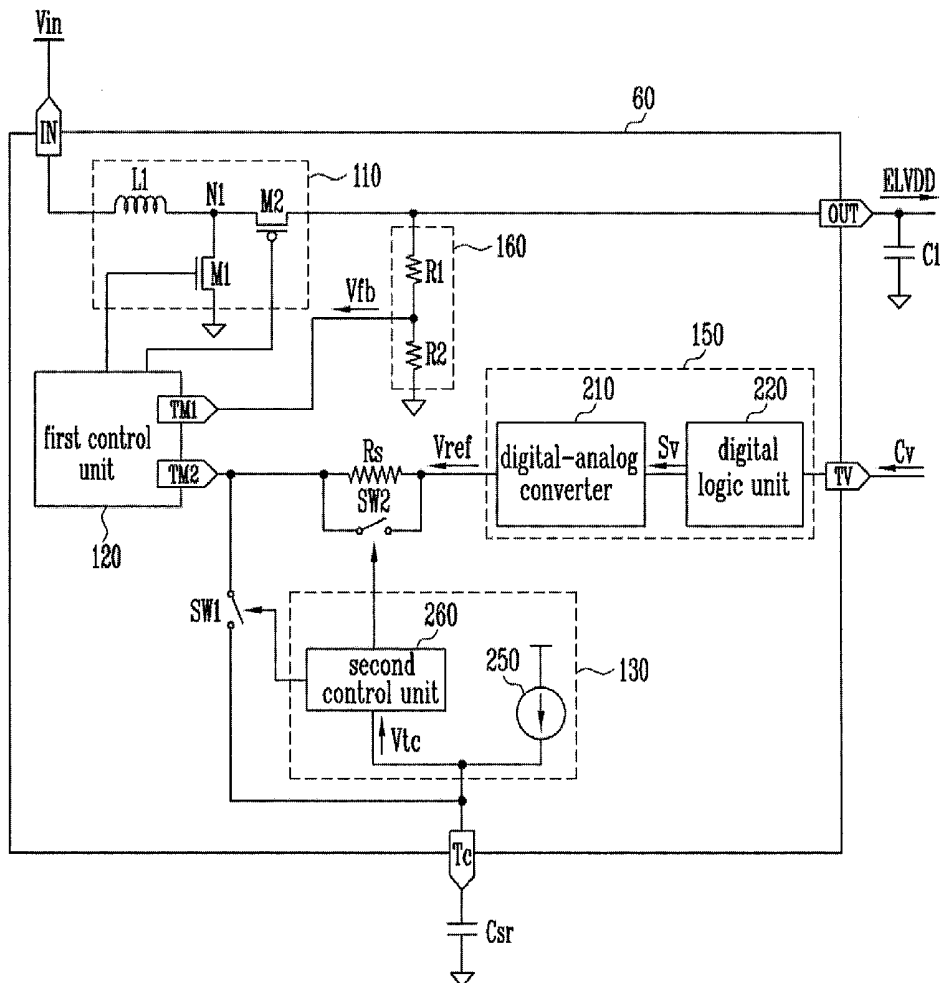 Vin
IN
60
L1
N1
M2
110
ELVDD
OUT
C1
M1
160
R1
Vfb
R2
150
210
220
first control
unit
TM1
TM2
120
Rs
SW2
Vref
digital-analog
converter
Sv
digital
logic unit
TV
Cv
SW1
260
second
control unit
250
130
Vtc
Tc
Csr